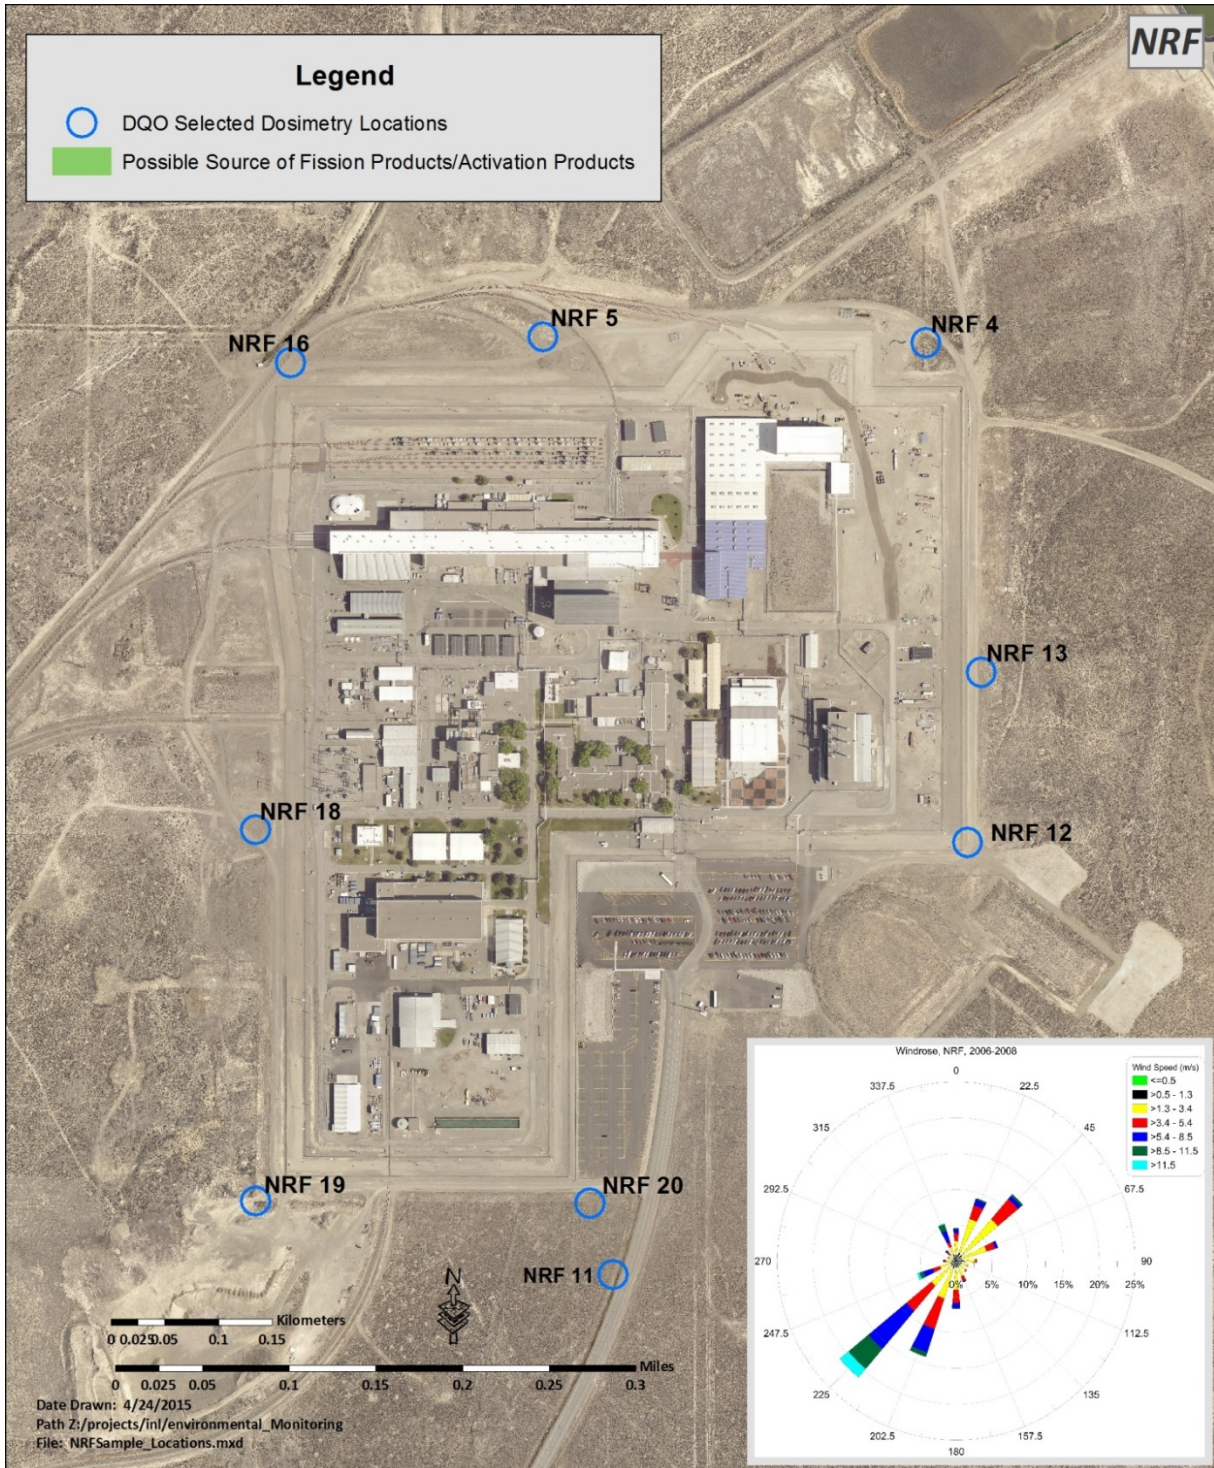 NRF
Legend
DQO Selected Dosimetry Locations
Possible Source of Fission Products/Activation Products
NRF 5
NRF 4
NRF 16
NRF 13
NRF 18
NRF 12
NRF 19
NRF 20
NRF 11
N
Kilometers
0 0.025 0.05 0.1 0.15
Miles
0 0.025 0.05 0.1 0.15 0.2 0.25 0.3
Date Drawn: 4/24/2015
Path Z:/projects/inl/environmental_Monitoring
File: NRFSample_Locations.mxd
Windrose, NRF, 2006-2008
Wind Speed (m/s)
<=0.5
>0.5 - 1.3
>1.3 - 3.4
>3.4 - 5.4
>5.4 - 8.5
>8.5 - 11.5
>11.5
0
337.5 22.5
315 45
292.5 67.5
270 90
0% 5% 10% 15% 20% 25%
247.5 112.5
225 135
202.5 157.5
180